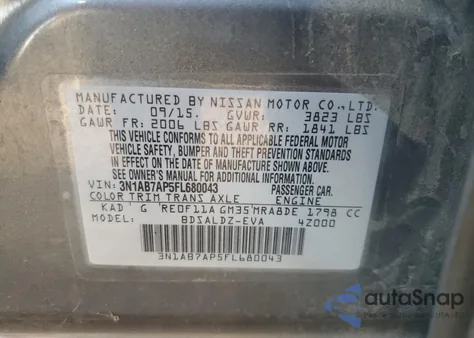 MANUFACTURED BY NISSAN MOTOR CO., LTD.
DATE: 09/15. GVWR: 3823 LBS
GAWR FR: 2006 LBS GAWR RR: 1841 LBS
THIS VEHICLE CONFORMS TO ALL APPLICABLE FEDERAL MOTOR
VEHICLE SAFETY, BUMPER AND THEFT PREVENTION
STANDARDS IN EFFECT ON THE DATE OF MANUFACTURE SHOWN ABOVE.
SEE OWNER'S MANUAL FOR ADDITIONAL INFORMATION.
VIN: 3N1AB7AP5FL680043 PASSENGER CAR.
COLOR TRIM TRANS AXLE ENGINE
KAD G RE0F11A GM35 MRA8DE 1798 CC
MODEL: BDSALDZ-EVA 4Z000
3N1AB7AP5FL680043
autoSnap